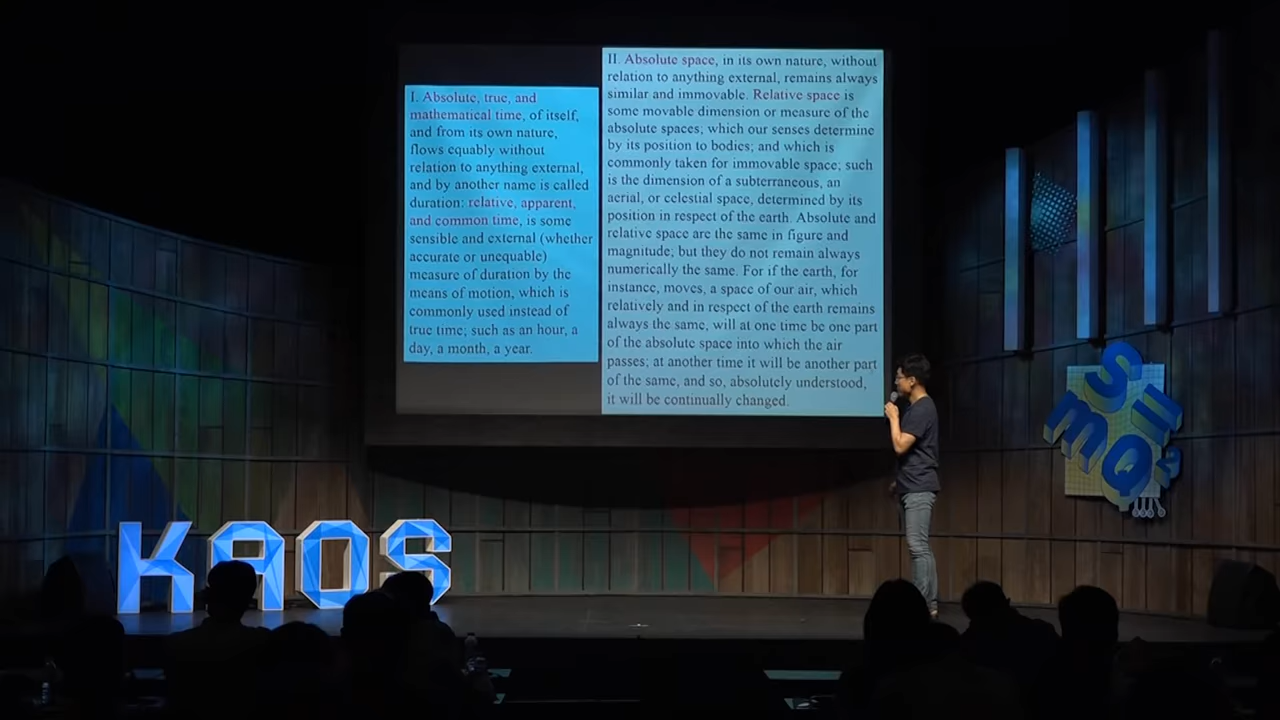 I. Absolute, true, and
mathematical time, of itself,
and from its own nature,
flows equably without
relation to anything external,
and by another name is called
duration: relative, apparent,
and common time, is some
sensible and external (whether
accurate or unequable)
measure of duration by the
means of motion, which is
commonly used instead of
true time; such as an hour, a
day, a month, a year.
II. Absolute space, in its own nature, without
relation to anything external, remains always
similar and immovable. Relative space is
some movable dimension or measure of the
absolute spaces; which our senses determine
by its position to bodies; and which is
commonly taken for immovable space; such
is the dimension of a subterraneous, an
aerial, or celestial space, determined by its
position in respect of the earth. Absolute and
relative space are the same in figure and
magnitude; but they do not remain always
numerically the same. For if the earth, for
instance, moves, a space of our air, which
relatively and in respect of the earth remains
always the same, will at one time be one part
of the absolute space into which the air
passes; at another time it will be another part
of the same, and so, absolutely understood,
it will be continually changed.
KAOS